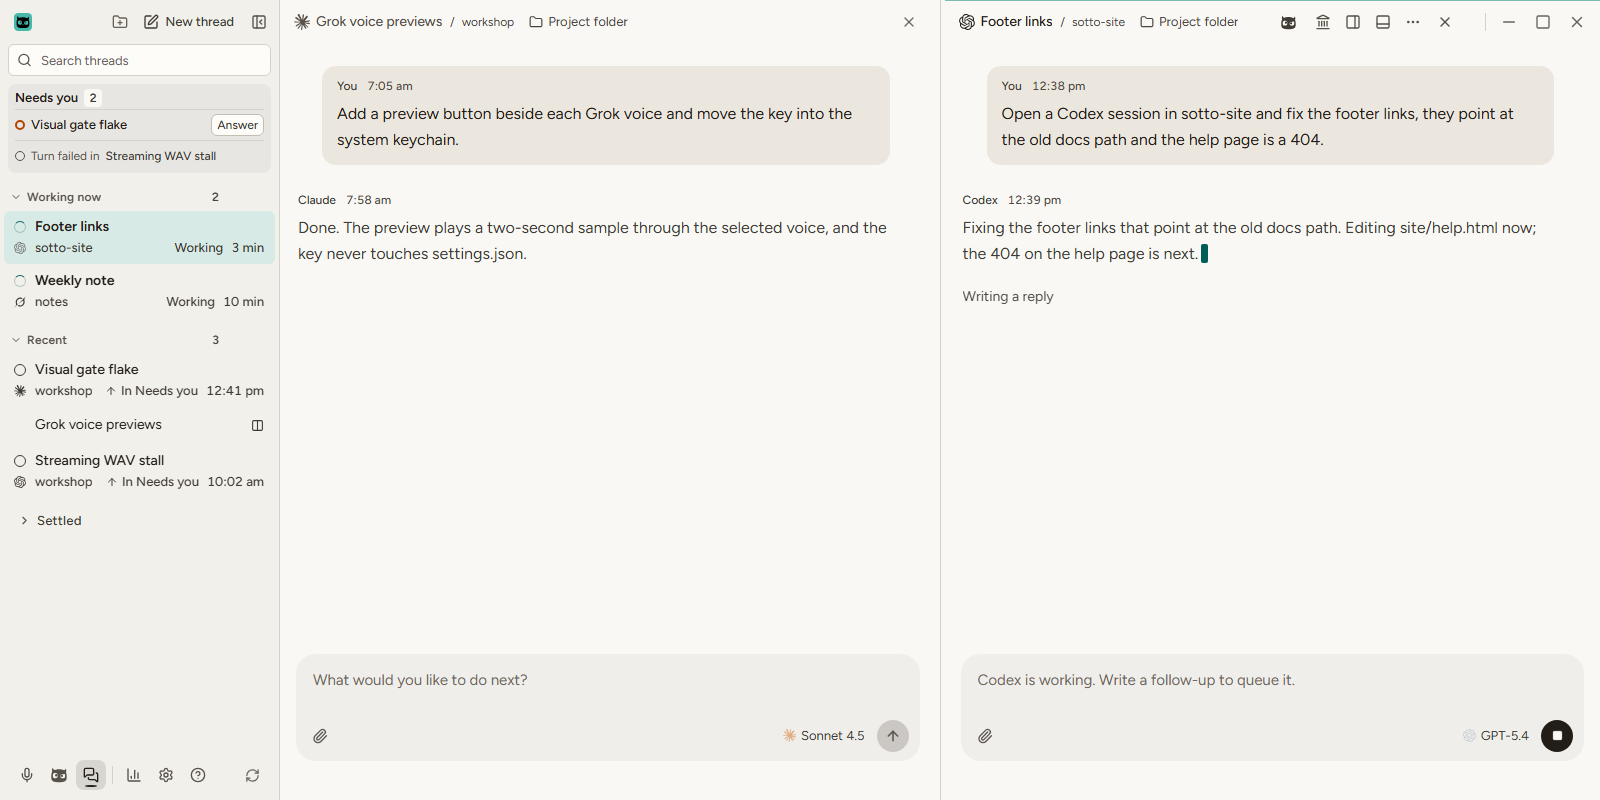 New thread
Search threads
Needs you 2
Visual gate flake Answer
Turn failed in Streaming WAV stall
Working now 2
Footer links
sotto-site Working 3 min
Weekly note
notes Working 10 min
Recent 3
Visual gate flake
workshop ↑ In Needs you 12:41 pm
Grok voice previews
Streaming WAV stall
workshop ↑ In Needs you 10:02 am
Settled
Grok voice previews / workshop Project folder
You 7:05 am
Add a preview button beside each Grok voice and move the key into the
system keychain.
Claude 7:58 am
Done. The preview plays a two-second sample through the selected voice, and the
key never touches settings.json.
What would you like to do next?
Sonnet 4.5
Footer links / sotto-site Project folder
You 12:38 pm
Open a Codex session in sotto-site and fix the footer links, they point at
the old docs path and the help page is a 404.
Codex 12:39 pm
Fixing the footer links that point at the old docs path. Editing site/help.html now;
the 404 on the help page is next.
Writing a reply
Codex is working. Write a follow-up to queue it.
GPT-5.4